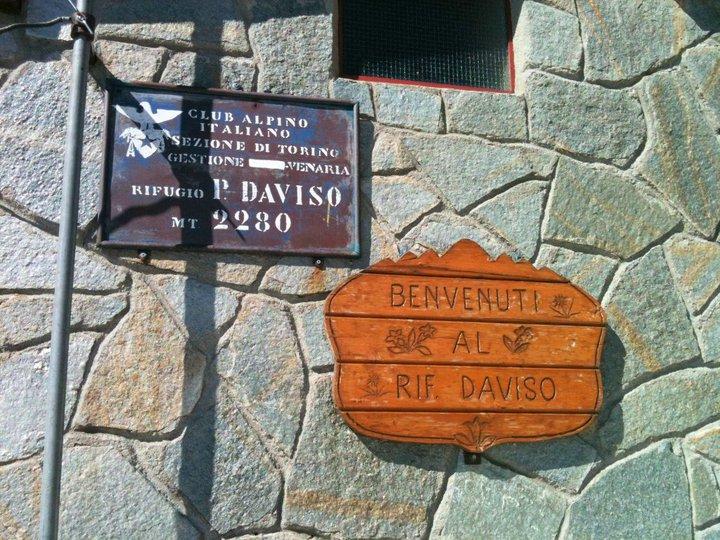 CLUB ALPINO
ITALIANO
SEZIONE DI TORINO
GESTIONE -VENARIA
RIFUGIO P. DAVISO
MT 2280
BENVENUTI
AL
RIF. DAVISO